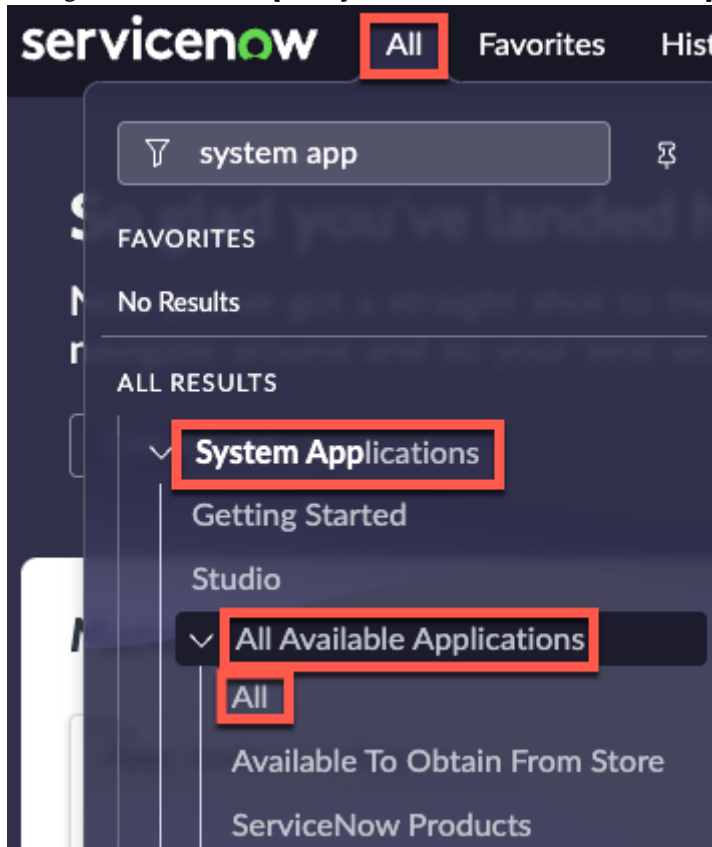 servicenow All Favorites Hist
system app
FAVORITES
No Results
ALL RESULTS
System Applications
Getting Started
Studio
All Available Applications
All
Available To Obtain From Store
ServiceNow Products